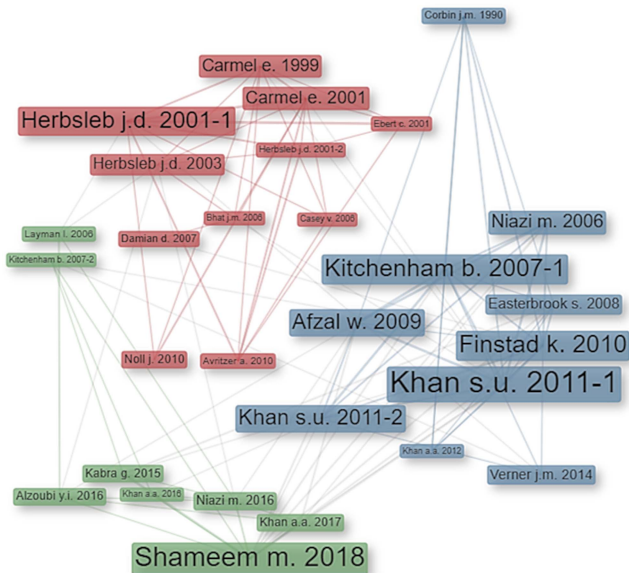 Corbin j.m. 1990
Carmel e. 1999
Carmel e. 2001
Herbsleb j.d. 2001-1
Ebert c. 2001
Herbsleb j.d. 2001-2
Herbsleb j.d. 2003
Bhat j.m. 2006
Casey v. 2006
Niazi m. 2006
Layman l. 2006
Damian d. 2007
Kitchenham b. 2007-2
Kitchenham b. 2007-1
Easterbrook s. 2008
Afzal w. 2009
Finstad k. 2010
Noll j. 2010
Avritzer a. 2010
Khan s.u. 2011-1
Khan s.u. 2011-2
Khan a.a. 2012
Kabra g. 2015
Verner j.m. 2014
Alzoubi y.i. 2016
Khan a.a. 2016
Niazi m. 2016
Khan a.a. 2017
Shameem m. 2018